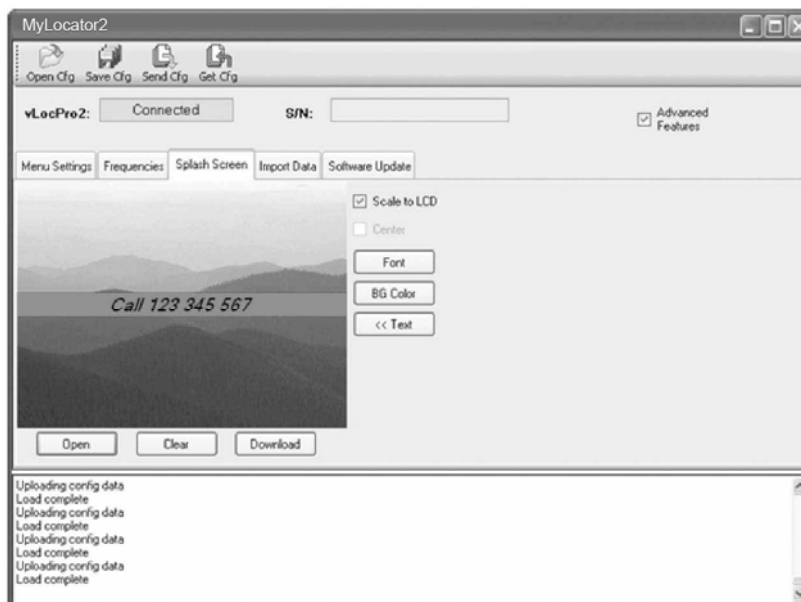 MyLocator2
Open Cfg Save Cfg Send Cfg Get Cfg
vLocPro2: Connected S/N: Advanced Features
Menu Settings Frequencies Splash Screen Import Data Software Update
Scale to LCD
Center
Font
Call 123 345 567
BG Color
<< Text
Open Clear Download
Uploading config data
Load complete
Uploading config data
Load complete
Uploading config data
Load complete
Uploading config data
Load complete